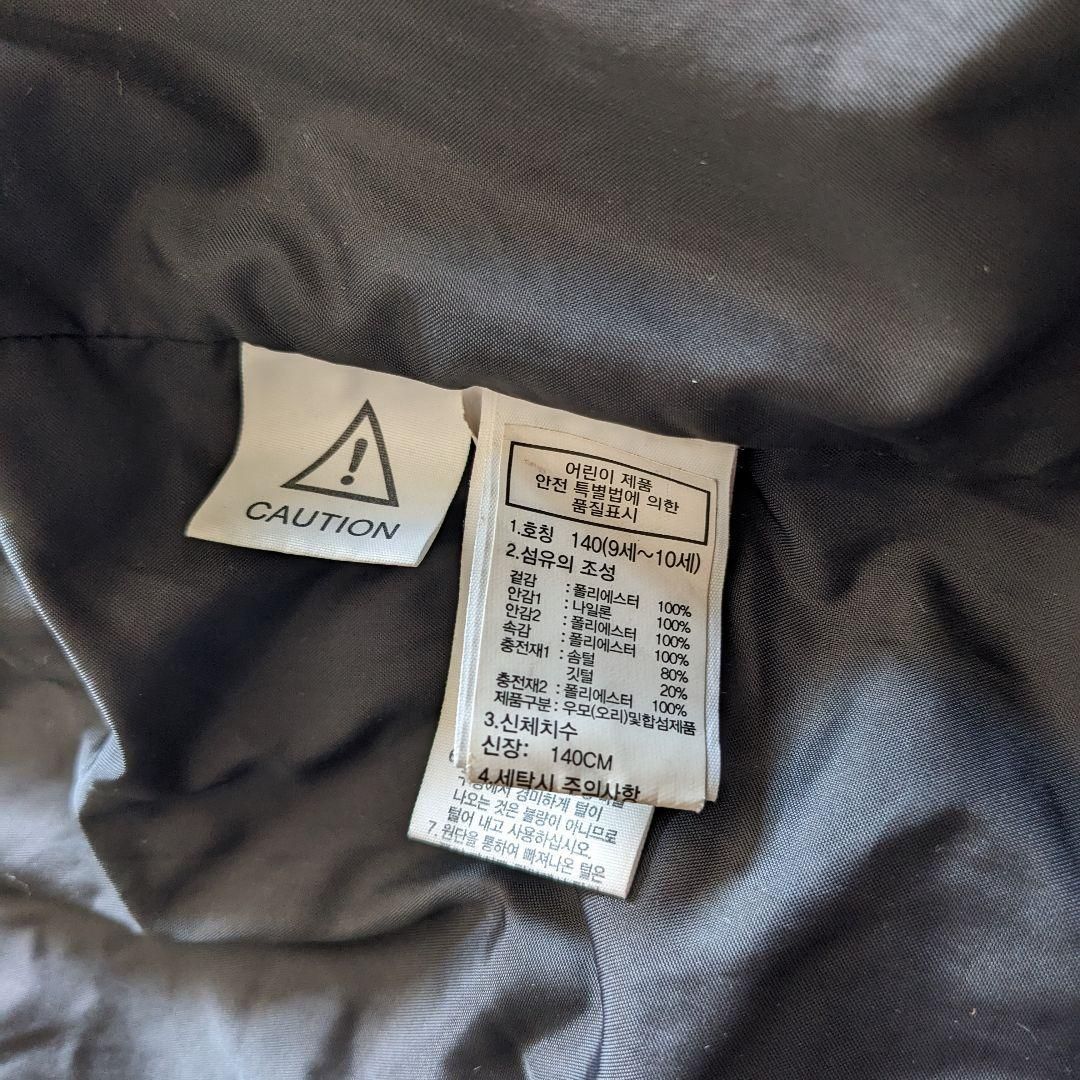 CAUTION
어린이 제품
안전 특별법에 의한
품질표시
1.호칭 140(9세~10세)
2.섬유의 조성
겉감 : 폴리에스터 100%
안감1 : 나일론 100%
안감2 : 폴리에스터 100%
속감 : 폴리에스터 100%
충전재1 : 솜털 80%
깃털 20%
충전재2 : 폴리에스터 100%
제품구분 : 우모(오리)및합섬제품
3.신체치수
신장: 140CM
4.세탁시 주의사항
경미하게 털이
나오는 것은 불량이 아니므로
털어 내고 사용하십시오.
7. 원단을 통하여 빠져나온 털은